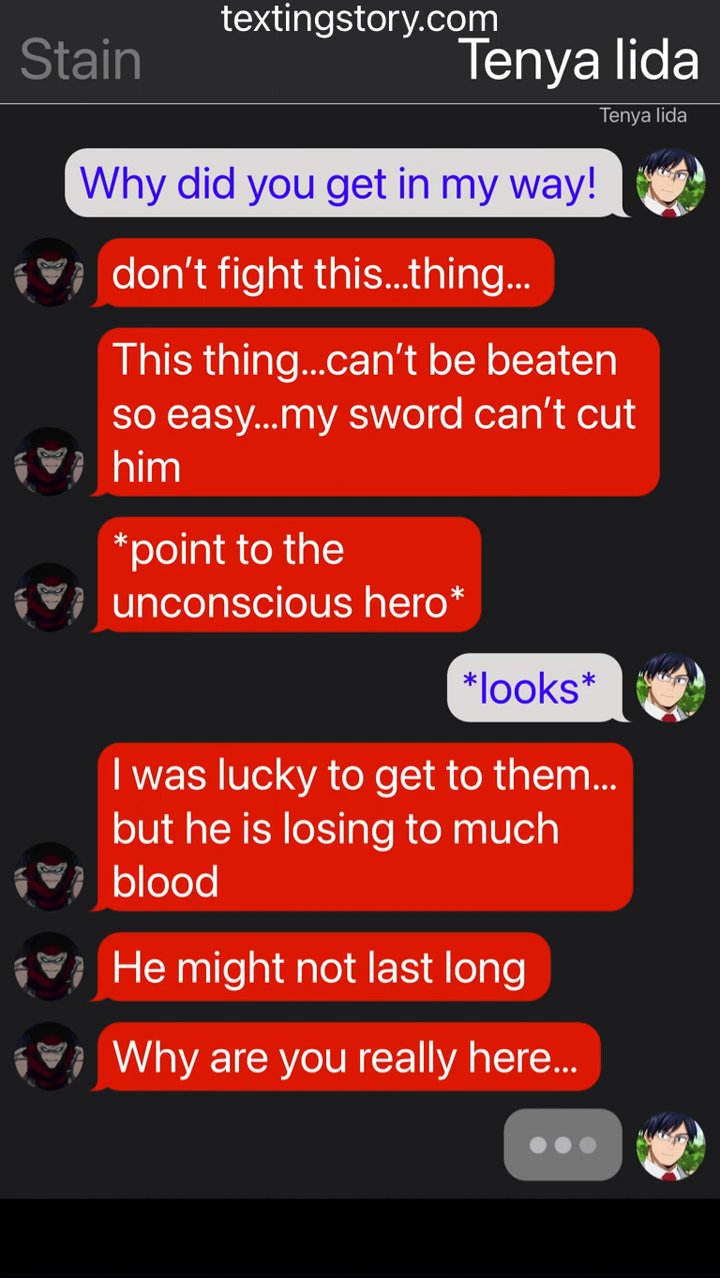 textingstory.com
Stain
Tenya Iida
Tenya Iida
Why did you get in my way!
don’t fight this...thing...
This thing...can’t be beaten
so easy...my sword can’t cut
him
*point to the
unconscious hero*
*looks*
I was lucky to get to them...
but he is losing to much
blood
He might not last long
Why are you really here...